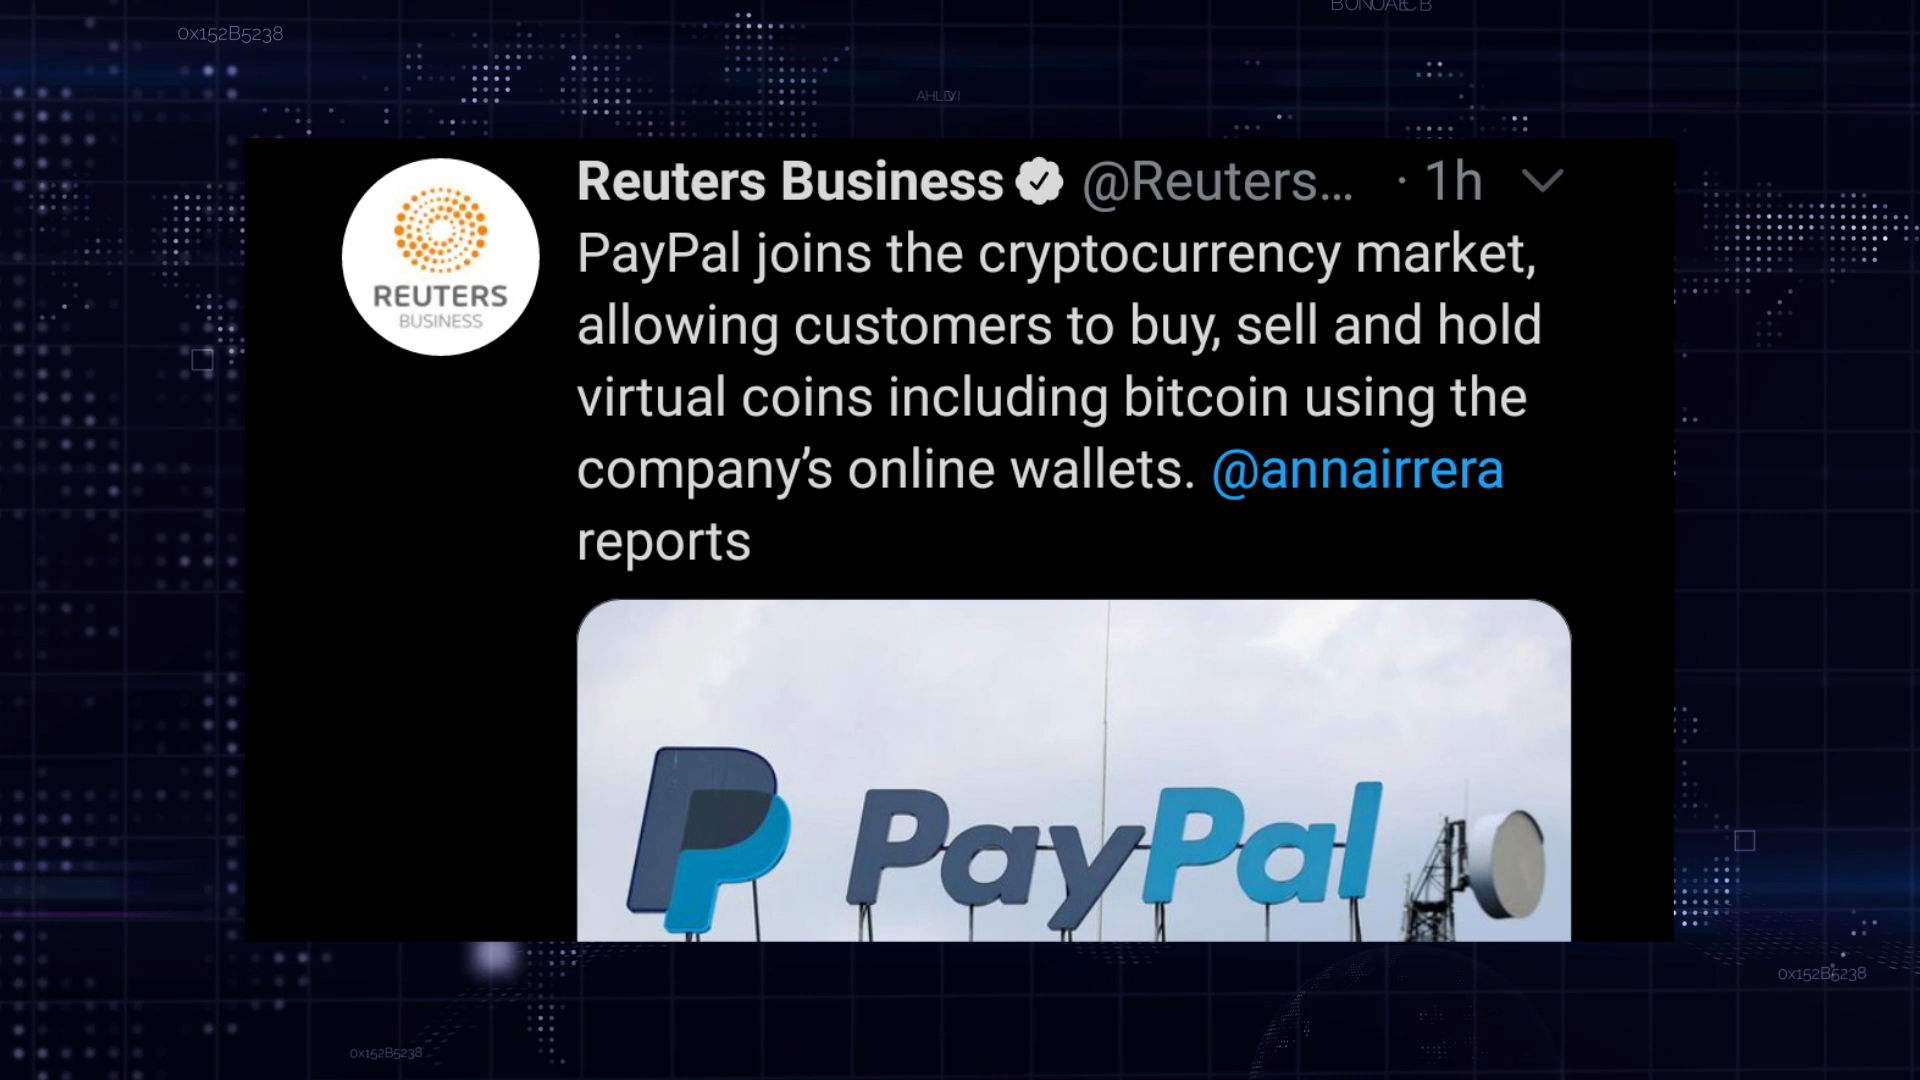 0x152B5238
REUTERS
BUSINESS
Reuters Business @Reuters... · 1h
PayPal joins the cryptocurrency market,
allowing customers to buy, sell and hold
virtual coins including bitcoin using the
company’s online wallets. @annairrera
reports
PayPal
0x152B5238
0x152B5238